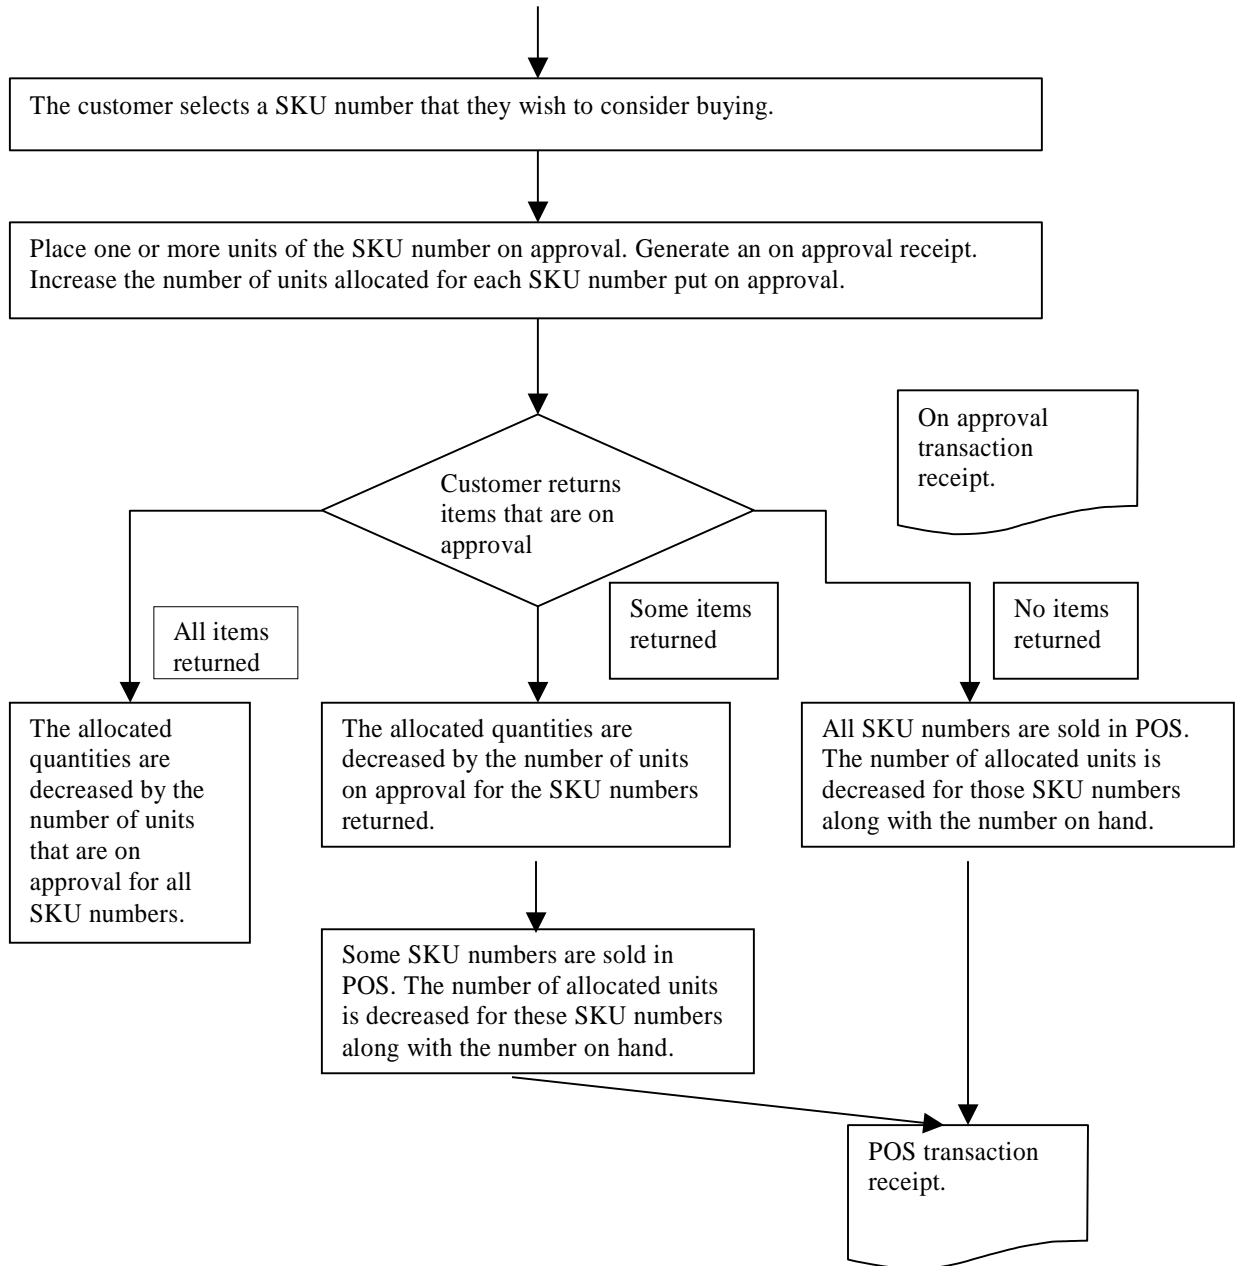 The customer selects a SKU number that they wish to consider buying.
Place one or more units of the SKU number on approval. Generate an on approval receipt.
Increase the number of units allocated for each SKU number put on approval.
On approval
transaction
receipt.
Customer returns
items that are on
approval
All items
returned
Some items
returned
No items
returned
The allocated
quantities are
decreased by the
number of units
that are on
approval for all
SKU numbers.
The allocated quantities are
decreased by the number of units
on approval for the SKU numbers
returned.
All SKU numbers are sold in POS.
The number of allocated units is
decreased for those SKU numbers
along with the number on hand.
Some SKU numbers are sold in
POS. The number of allocated units
is decreased for these SKU numbers
along with the number on hand.
POS transaction
receipt.